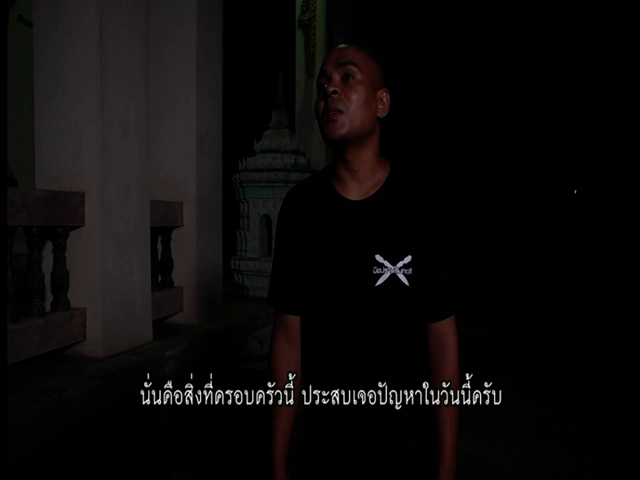 นั่นคือสิ่งที่ครอบครัวนี้ ประสบเจอปัญหาในวันนี้ครับ